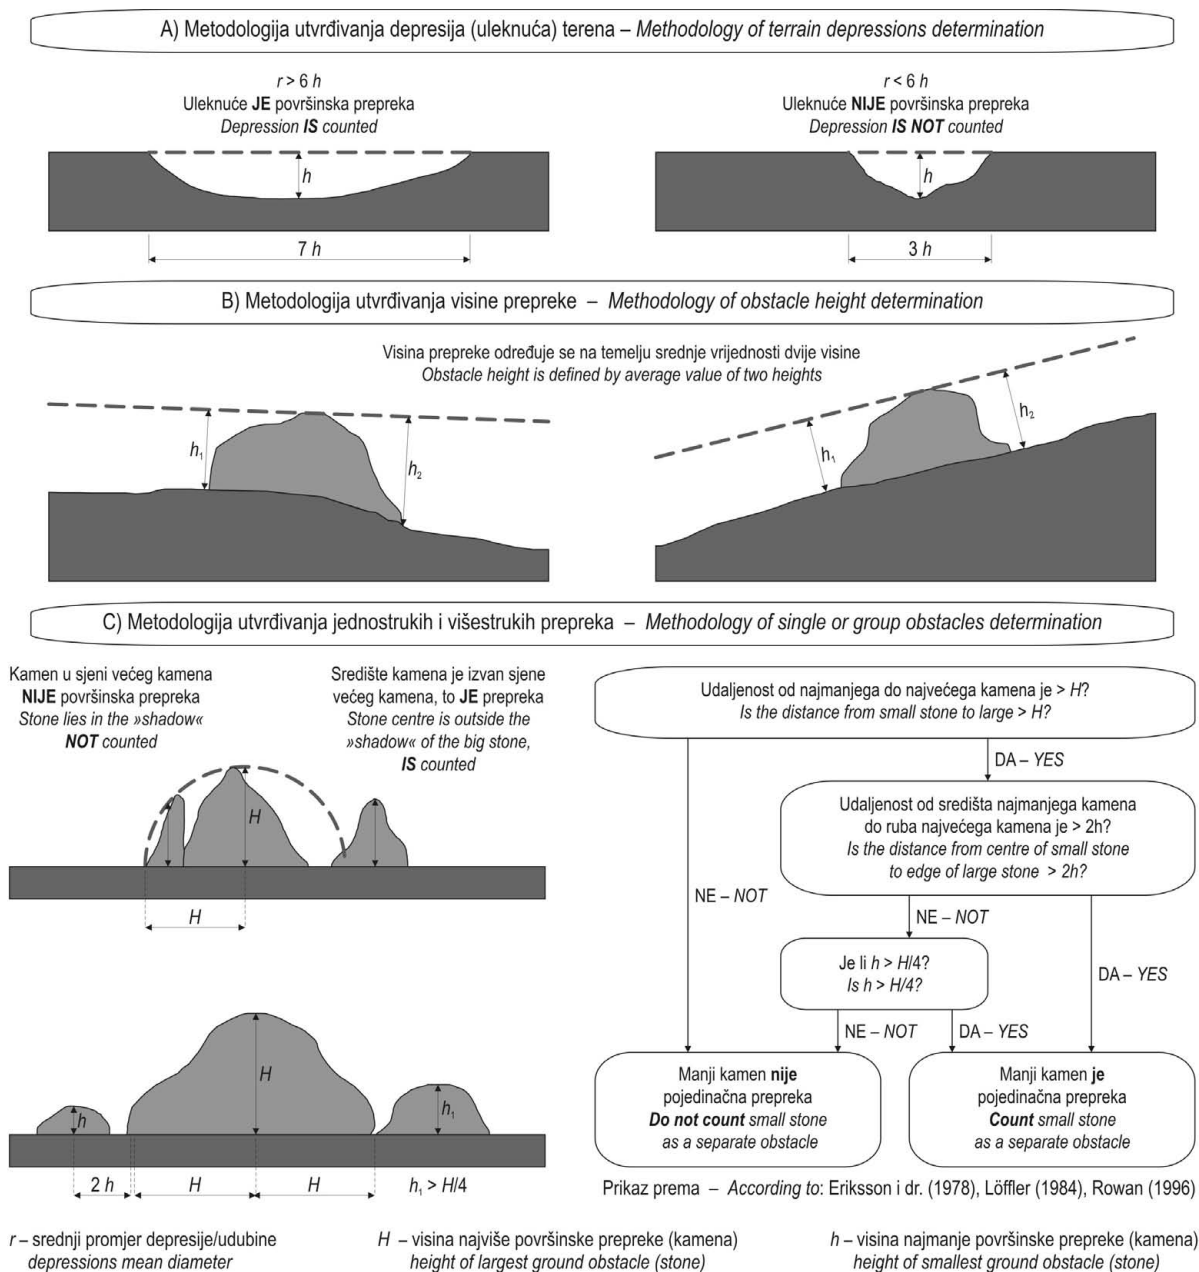 A) Metodologija utvrđivanja depresija (uleknuća) terena – Methodology of terrain depressions determination
r > 6 h
Uleknuće JE površinska prepreka
Depression IS counted
h
7 h
r < 6 h
Uleknuće NIJE površinska prepreka
Depression IS NOT counted
h
3 h
B) Metodologija utvrđivanja visine prepreke – Methodology of obstacle height determination
Visina prepreke određuje se na temelju srednje vrijednosti dvije visine
Obstacle height is defined by average value of two heights
h₁
h₂
h₁
h₂
C) Metodologija utvrđivanja jednostrukih i višestrukih prepreka – Methodology of single or group obstacles determination
Kamen u sjeni većeg kamena
NIJE površinska prepreka
Stone lies in the »shadow«
NOT counted
Središte kamena je izvan sjene
većeg kamena, to JE prepreka
Stone centre is outside the
»shadow« of the big stone,
IS counted
H
H
h
H
h₁
2 h
H
H
h₁ > H/4
Udaljenost od najmanjega do najvećega kamena je > H?
Is the distance from small stone to large > H?
DA – YES
Udaljenost od središta najmanjega kamena
do ruba najvećega kamena je > 2h?
Is the distance from centre of small stone
to edge of large stone > 2h?
NE – NOT
NE – NOT
Je li h > H/4?
Is h > H/4?
DA – YES
NE – NOT
DA – YES
Manji kamen nije
pojedinačna prepreka
Do not count small stone
as a separate obstacle
Manji kamen je
pojedinačna prepreka
Count small stone
as a separate obstacle
Prikaz prema – According to: Eriksson i dr. (1978), Löffler (1984), Rowan (1996)
r – srednji promjer depresije/udubine
depressions mean diameter
H – visina najviše površinske prepreke (kamena)
height of largest ground obstacle (stone)
h – visina najmanje površinske prepreke (kamena)
height of smallest ground obstacle (stone)